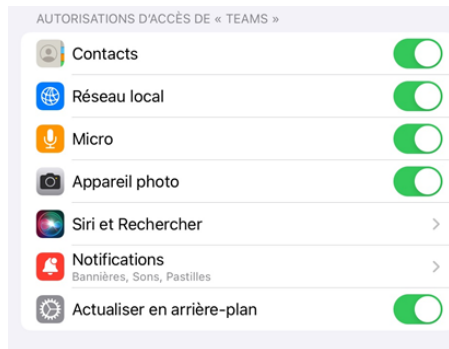 AUTORISATIONS D'ACCÈS DE « TEAMS »
Contacts
Réseau local
Micro
Appareil photo
Siri et Rechercher
Notifications
Bannières, Sons, Pastilles
Actualiser en arrière-plan